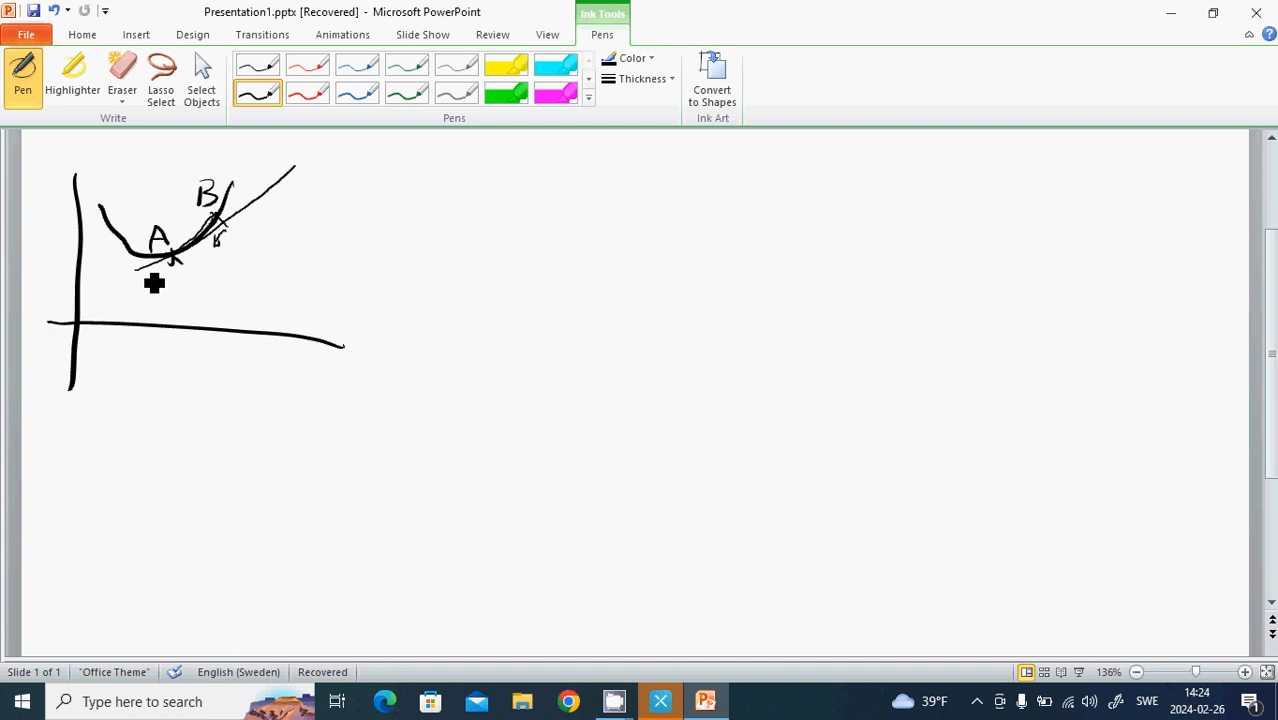 Presentation1.pptx [Recovered] - Microsoft PowerPoint
Ink Tools
File
Home
Insert
Design
Transitions
Animations
Slide Show
Review
View
Pens
Pen
Highlighter
Eraser
Lasso
Select
Select
Objects
Color
Thickness
Convert
to Shapes
Write
Pens
Ink Art
B
A
Slide 1 of 1
"Office Theme"
English (Sweden)
Recovered
136%
Type here to search
39°F
SWE
14:24
2024-02-26
1